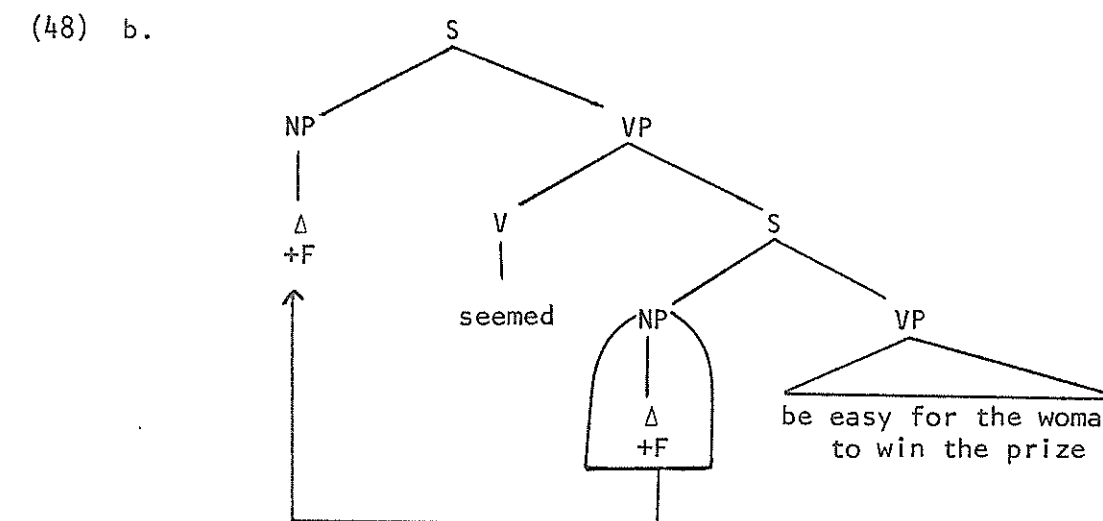 (48) b.
S
NP VP
Δ V S
+F
seemed NP VP
Δ be easy for the woma
+F to win the prize